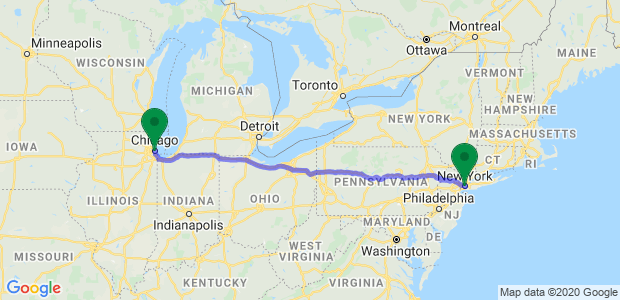 Montreal
Ottawa
Minneapolis
MAINE
WISCONSIN
VERMONT
Toronto
MICHIGAN
NEW
HAMPSHIRE
NEW YORK
Detroit
MASSACHUSETTS
Chicago
IOWA
CT
RI
New York
PENNSYLVANIA
ILLINOIS
INDIANA
OHIO
Philadelphia
Indianapolis
NJ
MARYLAND
DE
WEST
VIRGINIA
Washington
MISSOURI
KENTUCKY
VIRGINIA
Google
Map data ©2020 Google